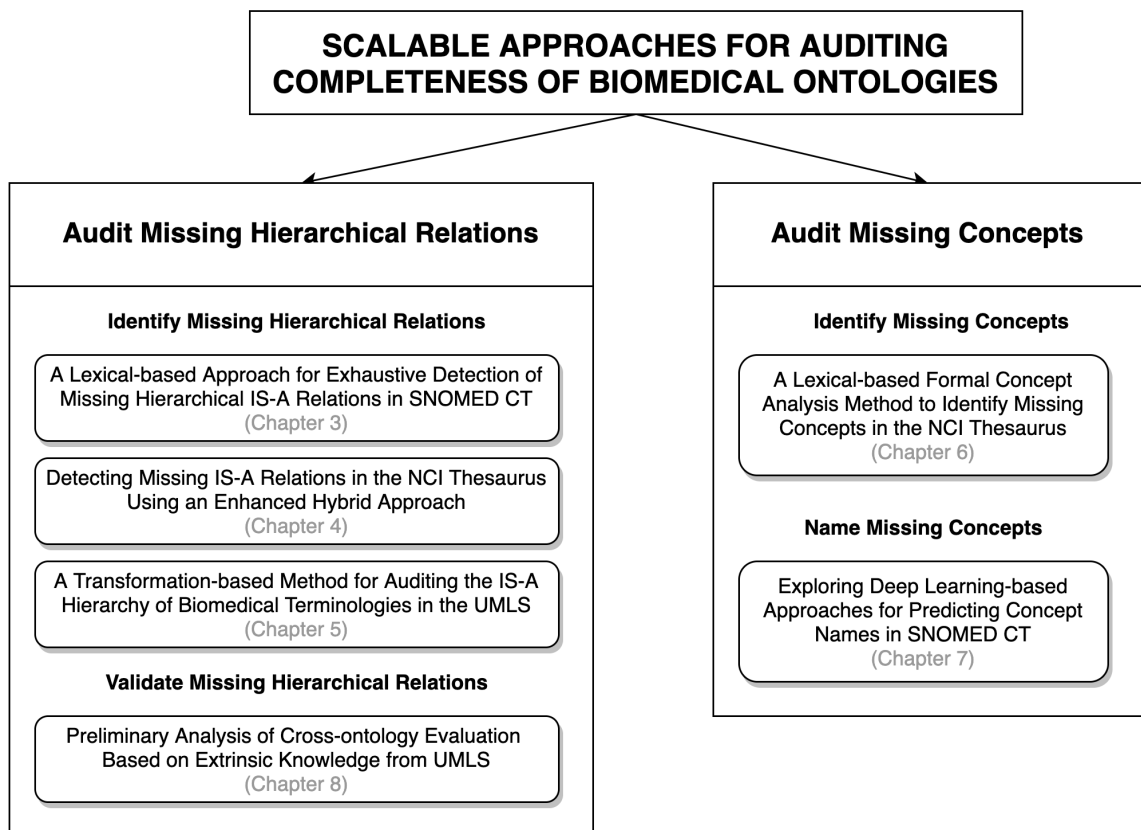 SCALABLE APPROACHES FOR AUDITING
COMPLETENESS OF BIOMEDICAL ONTOLOGIES
Audit Missing Hierarchical Relations
Identify Missing Hierarchical Relations
A Lexical-based Approach for Exhaustive Detection of
Missing Hierarchical IS-A Relations in SNOMED CT
(Chapter 3)
Detecting Missing IS-A Relations in the NCI Thesaurus
Using an Enhanced Hybrid Approach
(Chapter 4)
A Transformation-based Method for Auditing the IS-A
Hierarchy of Biomedical Terminologies in the UMLS
(Chapter 5)
Validate Missing Hierarchical Relations
Preliminary Analysis of Cross-ontology Evaluation
Based on Extrinsic Knowledge from UMLS
(Chapter 8)
Audit Missing Concepts
Identify Missing Concepts
A Lexical-based Formal Concept
Analysis Method to Identify Missing
Concepts in the NCI Thesaurus
(Chapter 6)
Name Missing Concepts
Exploring Deep Learning-based
Approaches for Predicting Concept
Names in SNOMED CT
(Chapter 7)